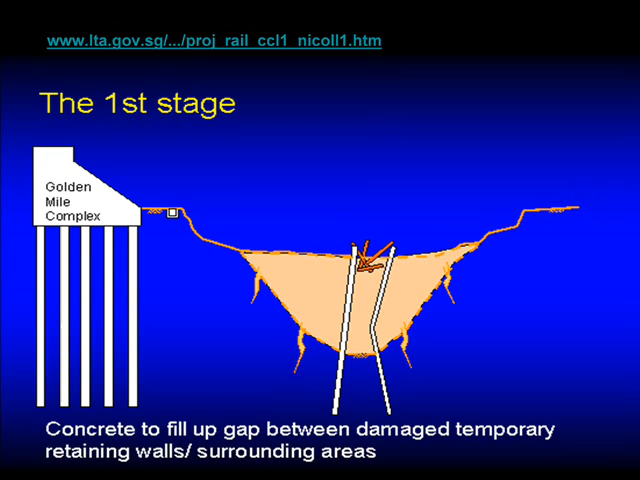 www.lta.gov.sg/.../proj_rail_ccl1_nicoll1.htm
The 1st stage
Golden
Mile
Complex
Concrete to fill up gap between damaged temporary
retaining walls/ surrounding areas